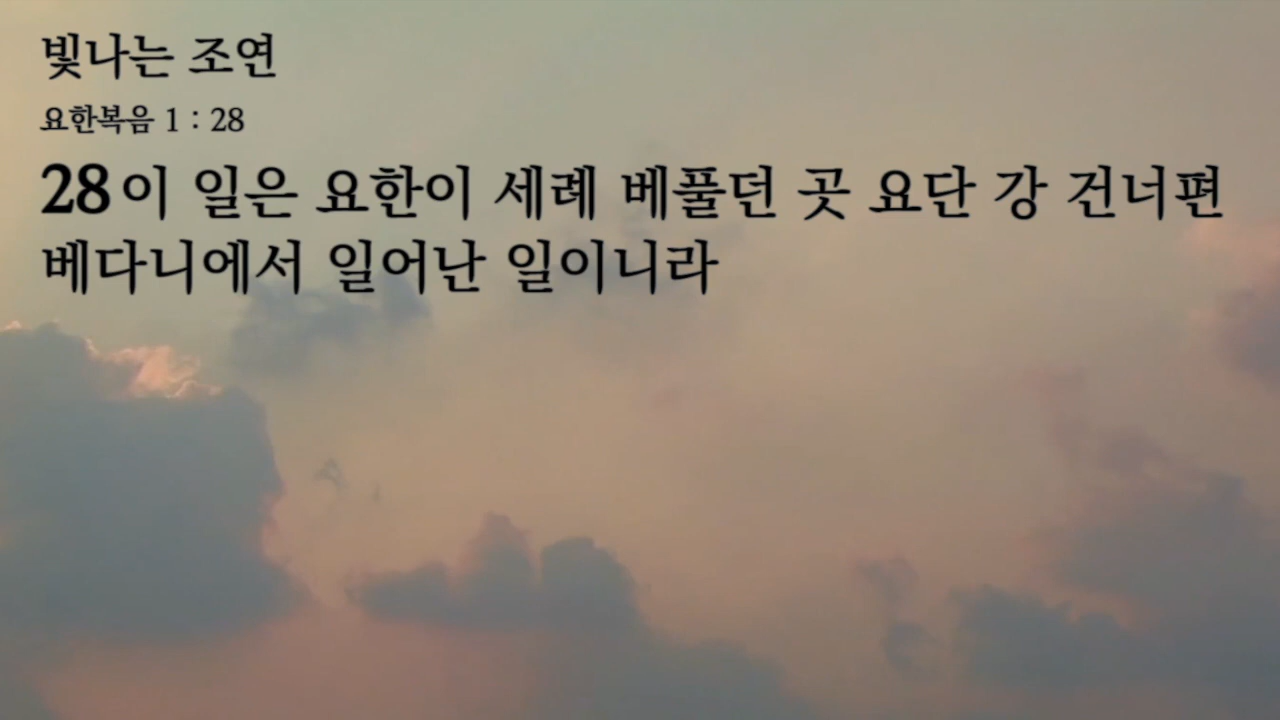 빛나는 조연
요한복음 1 : 28
28 이 일은 요한이 세례 베풀던 곳 요단 강 건너편
베다니에서 일어난 일이니라